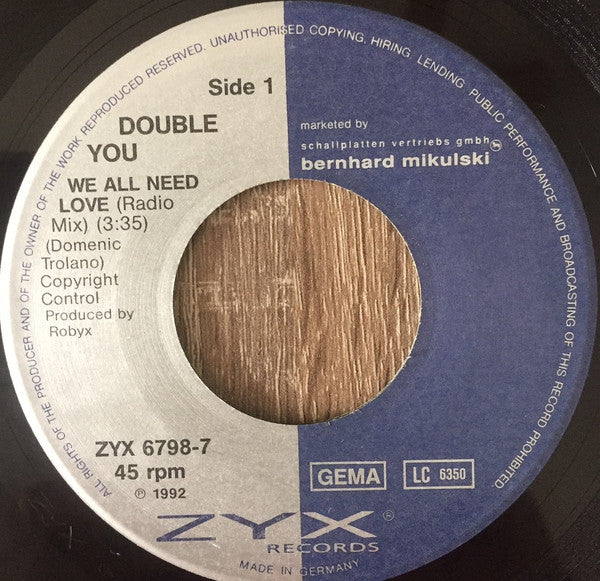 ALL RIGHTS OF THE PRODUCER AND OF THE OWNER OF THE WORK REPRODUCED RESERVED. UNAUTHORISED COPYING, HIRING, LENDING, PUBLIC PERFORMANCE AND BROADCASTING OF THIS RECORD PROHIBITED.
Side 1
DOUBLE
YOU
WE ALL NEED
LOVE (Radio
Mix) (3:35)
(Domenic
Trolano)
Copyright
Control
Produced by
Robyx
marketed by
schallplatten vertriebs gmbh
bernhard mikulski
ZYX 6798-7
45 rpm
℗ 1992
GEMA
LC 6350
ZYX®
RECORDS
MADE IN GERMANY